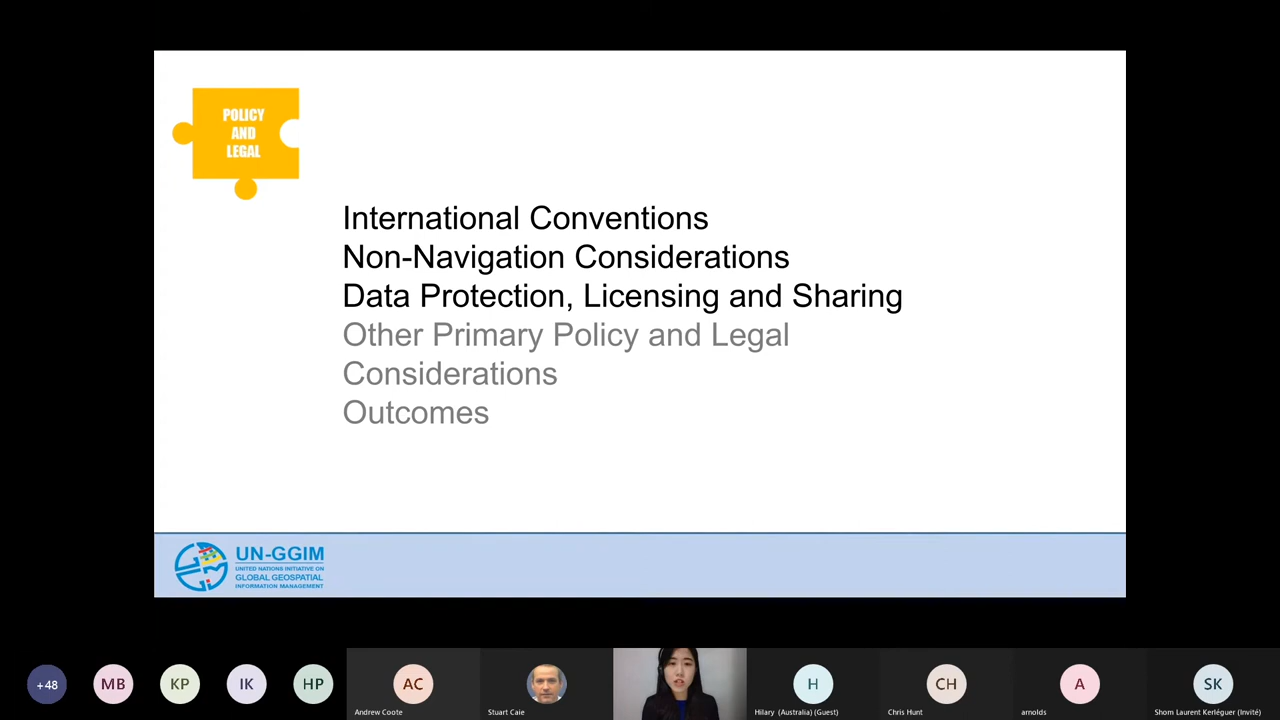 POLICY
AND
LEGAL
International Conventions
Non-Navigation Considerations
Data Protection, Licensing and Sharing
Other Primary Policy and Legal
Considerations
Outcomes
UN-GGIM
UNITED NATIONS INITIATIVE ON
GLOBAL GEOSPATIAL
INFORMATION MANAGEMENT
+48
MB
KP
IK
HP
AC
Andrew Coote
Stuart Caie
H
Hilary (Australia) (Guest)
CH
Chris Hunt
A
arnolds
SK
Shom Laurent Kerléguer (Invité)